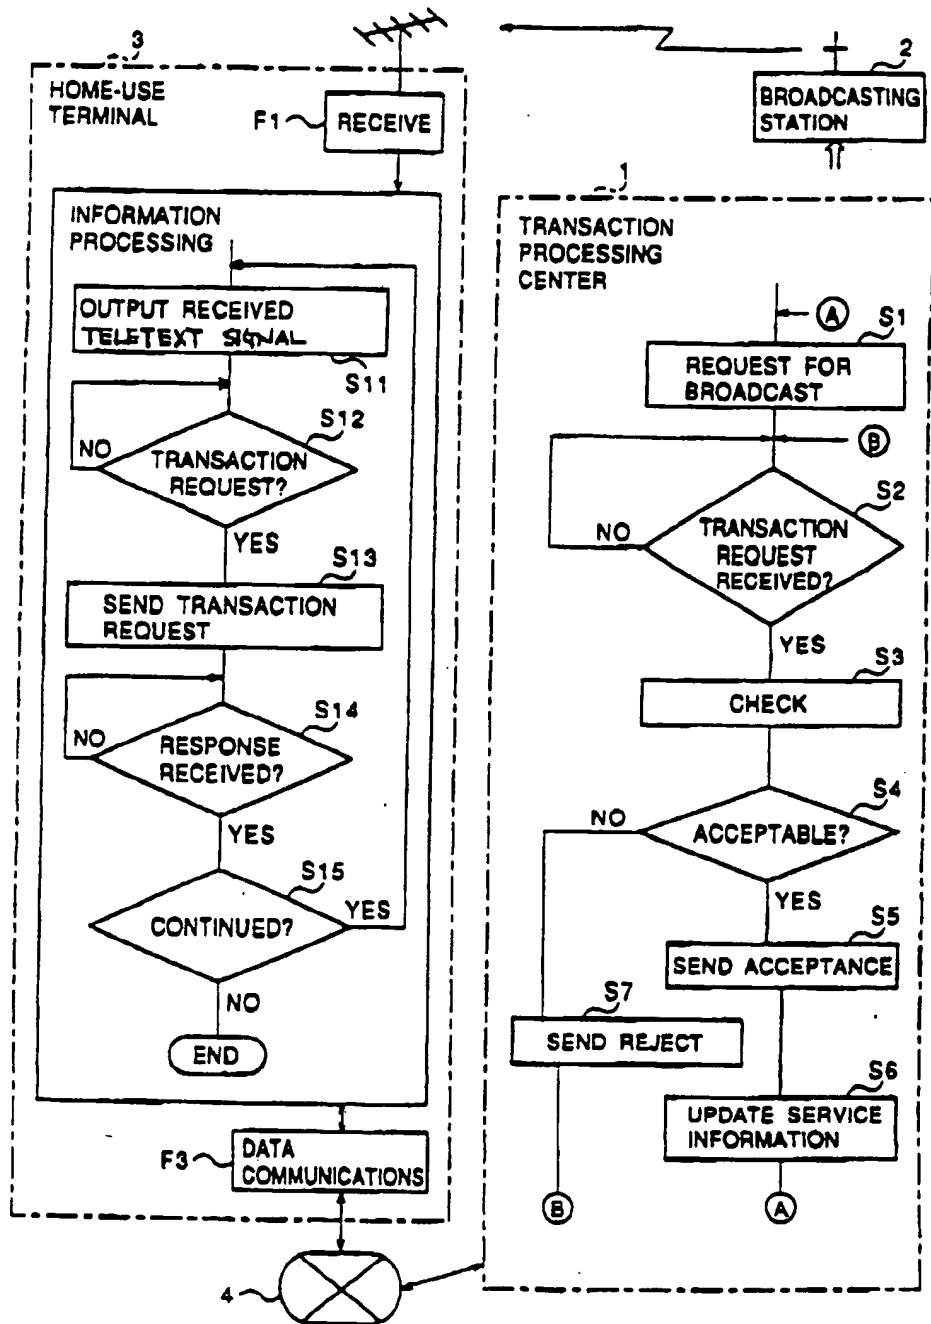 3
HOME-USE
TERMINAL
F1
RECEIVE
2
BROADCASTING
STATION
INFORMATION
PROCESSING
OUTPUT RECEIVED
TELETEXT SIGNAL
S11
S12
NO
TRANSACTION
REQUEST?
YES
S13
SEND TRANSACTION
REQUEST
S14
NO
RESPONSE
RECEIVED?
YES
S15
CONTINUED?
YES
NO
END
F3
DATA
COMMUNICATIONS
4
1
TRANSACTION
PROCESSING
CENTER
A
S1
REQUEST FOR
BROADCAST
B
S2
NO
TRANSACTION
REQUEST
RECEIVED?
YES
S3
CHECK
S4
NO
ACCEPTABLE?
YES
S5
SEND ACCEPTANCE
S7
SEND REJECT
S6
UPDATE SERVICE
INFORMATION
B
A